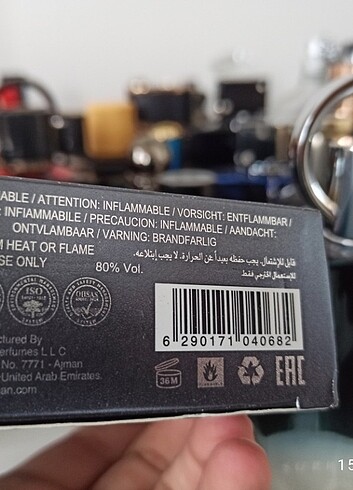 ABLE / ATTENTION: INFLAMMABLE / VORSICHT: ENTFLAMMBAR /
: INFIAMMABILE / PRECAUCION: INFLAMMABLE / AANDACHT:
ONTVLAMBAAR / VARNING: BRANDFARLIG
M HEAT OR FLAME
قابل للإشتعال. يجب حفظه بعيداً عن الحرارة. لا يجب إبتلاعه.
SE ONLY
80% Vol.
للاستعمال الخارجي فقط.
ISO
OHSAS
6 290171 040682
36M
EAC
ctured By
erfumes L L C
No. 7771 - Ajman
United Arab Emirates.
an.com
15